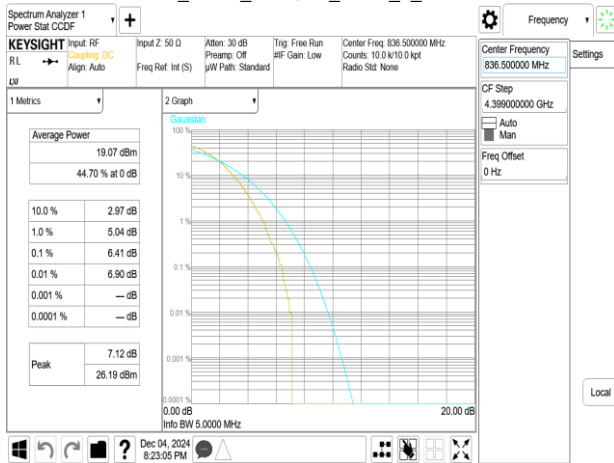 Spectrum Analyzer 1
Power Stat CCDF
Frequency
KEYSIGHT
RL
LXI
Input: RF
Coupling: DC
Align: Auto
Input Z: 50 Ω
Freq Ref: Int (S)
Atten: 30 dB
Preamp: Off
µW Path: Standard
Trig: Free Run
#IF Gain: Low
Center Freq: 836.500000 MHz
Counts: 10.0 k/10.0 kpt
Radio Std: None
Center Frequency
836.500000 MHz
Settings
CF Step
4.399000000 GHz
Auto
Man
Freq Offset
0 Hz
Local
1 Metrics
Average Power
19.07 dBm
44.70 % at 0 dB
10.0 % 2.97 dB
1.0 % 5.04 dB
0.1 % 6.41 dB
0.01 % 6.90 dB
0.001 % --- dB
0.0001 % --- dB
Peak
7.12 dB
26.19 dBm
2 Graph
Gaussian
100 %
10 %
1 %
0.1 %
0.01 %
0.001 %
0.0001 %
0.00 dB 20.00 dB
Info BW 5.0000 MHz
Dec 04, 2024
8:23:05 PM